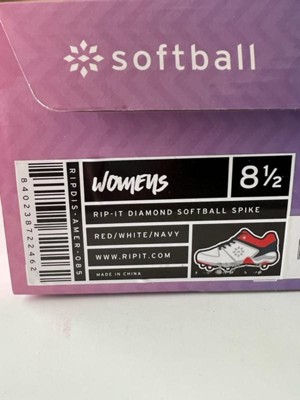 softball
840238722462
RIPDIS-AMER-085
WOMENS
8½
RIP-IT DIAMOND SOFTBALL SPIKE
RED/WHITE/NAVY
WWW.RIPIT.COM
MADE IN CHINA